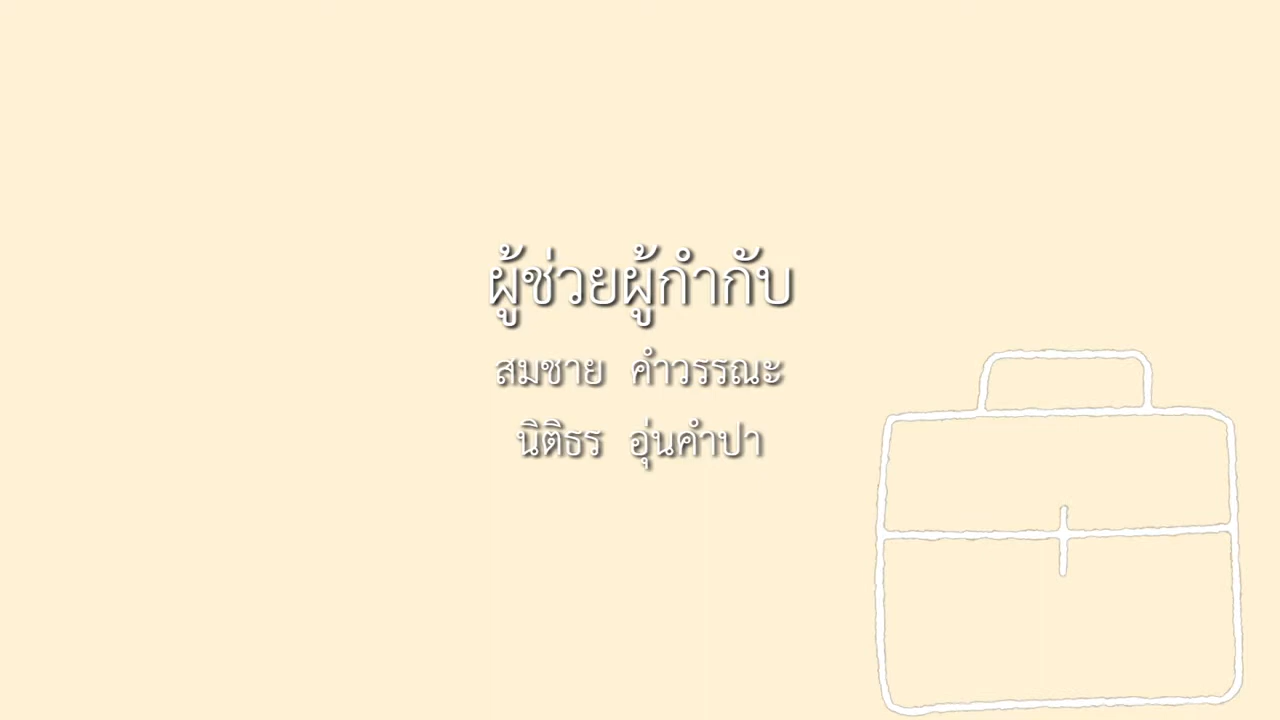 ผู้ช่วยผู้กำกับ
สมชาย คำวรรณะ
นิติธร อุ่นคำปา